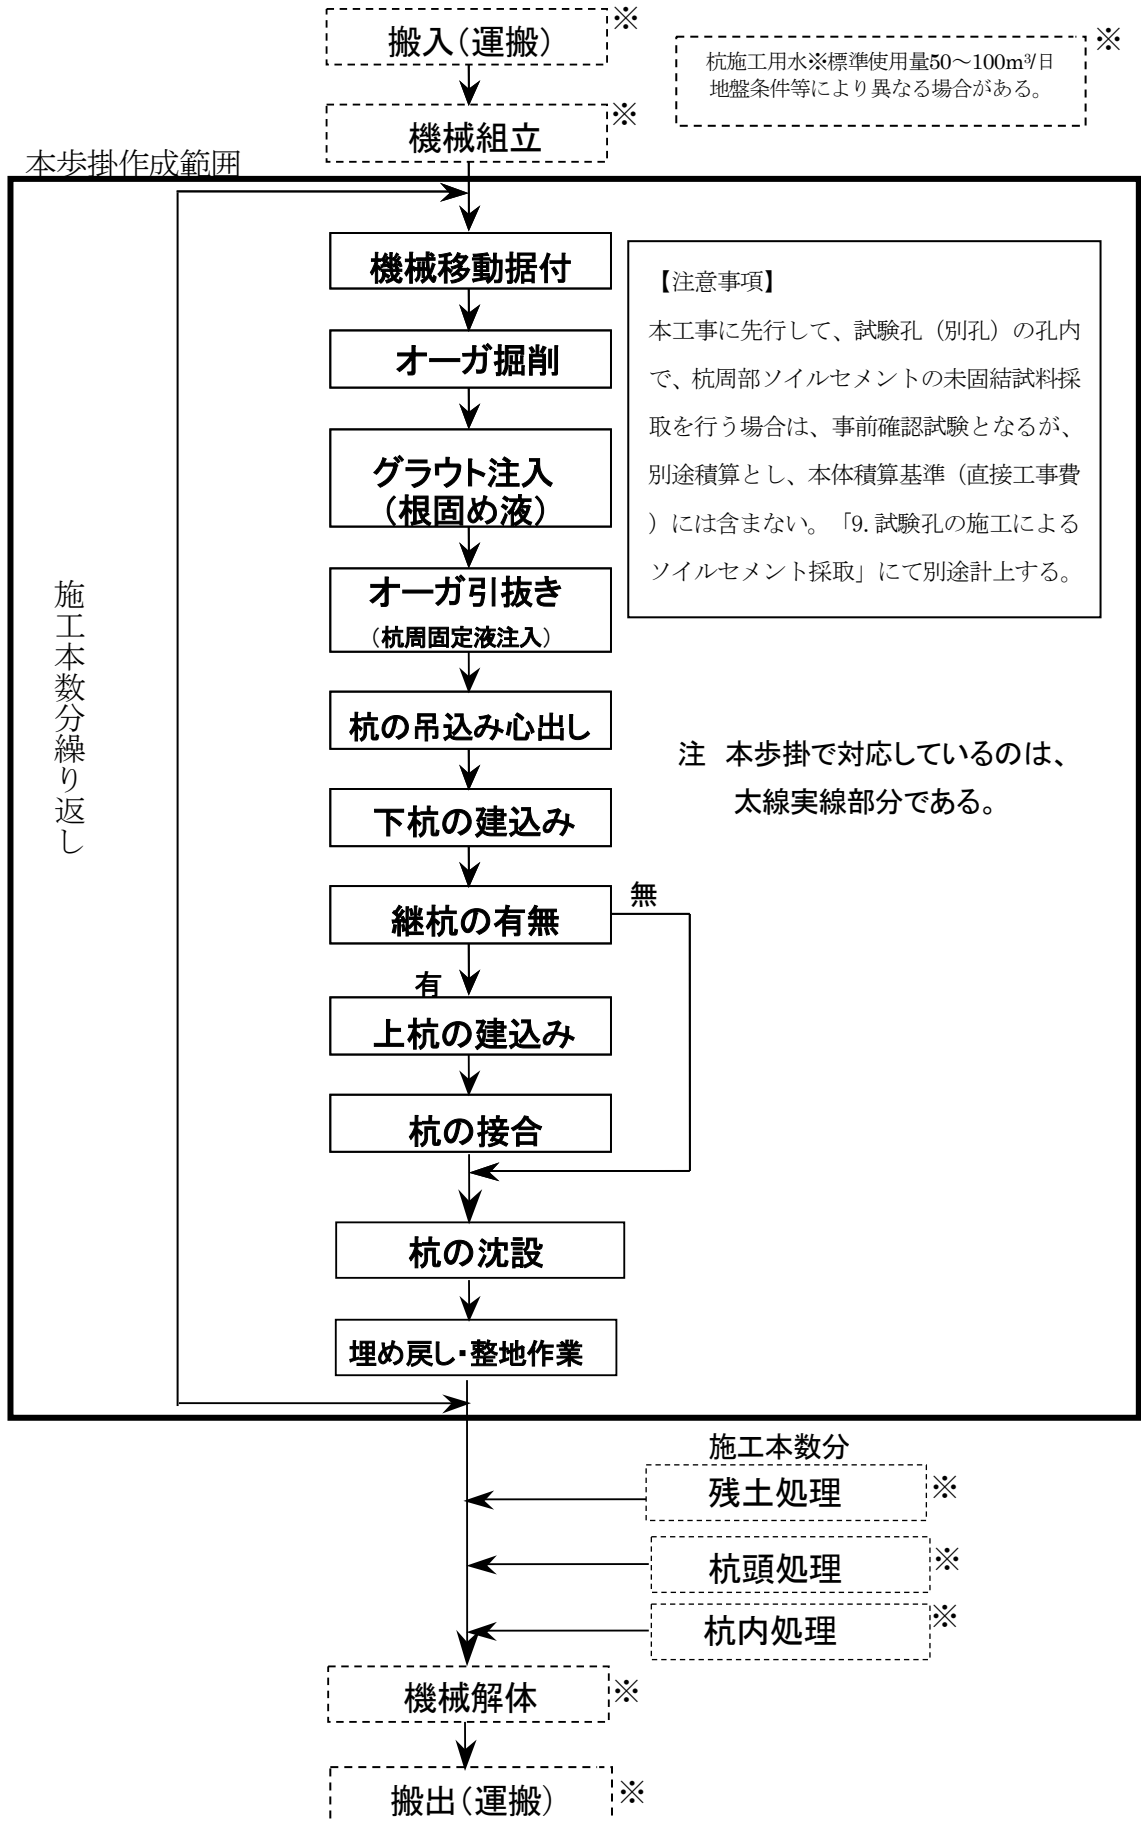 搬入(運搬)
※
杭施工用水※標準使用量50～100m³/日
地盤条件等により異なる場合がある。
※
機械組立
※
本歩掛作成範囲
施工本数分繰り返し
機械移動据付
オーガ掘削
グラウト注入
(根固め液)
オーガ引抜き
(杭周固定液注入)
【注意事項】
本工事に先行して、試験孔（別孔）の孔内
で、杭周部ソイルセメントの未固結試料採
取を行う場合は、事前確認試験となるが、
別途積算とし、本体積算基準（直接工事費
）には含まない。「9. 試験孔の施工による
ソイルセメント採取」にて別途計上する。
杭の吊込み心出し
注　本歩掛で対応しているのは、
太線実線部分である。
下杭の建込み
継杭の有無
無
有
上杭の建込み
杭の接合
杭の沈設
埋め戻し・整地作業
施工本数分
残土処理
※
杭頭処理
※
杭内処理
※
機械解体
※
搬出(運搬)
※